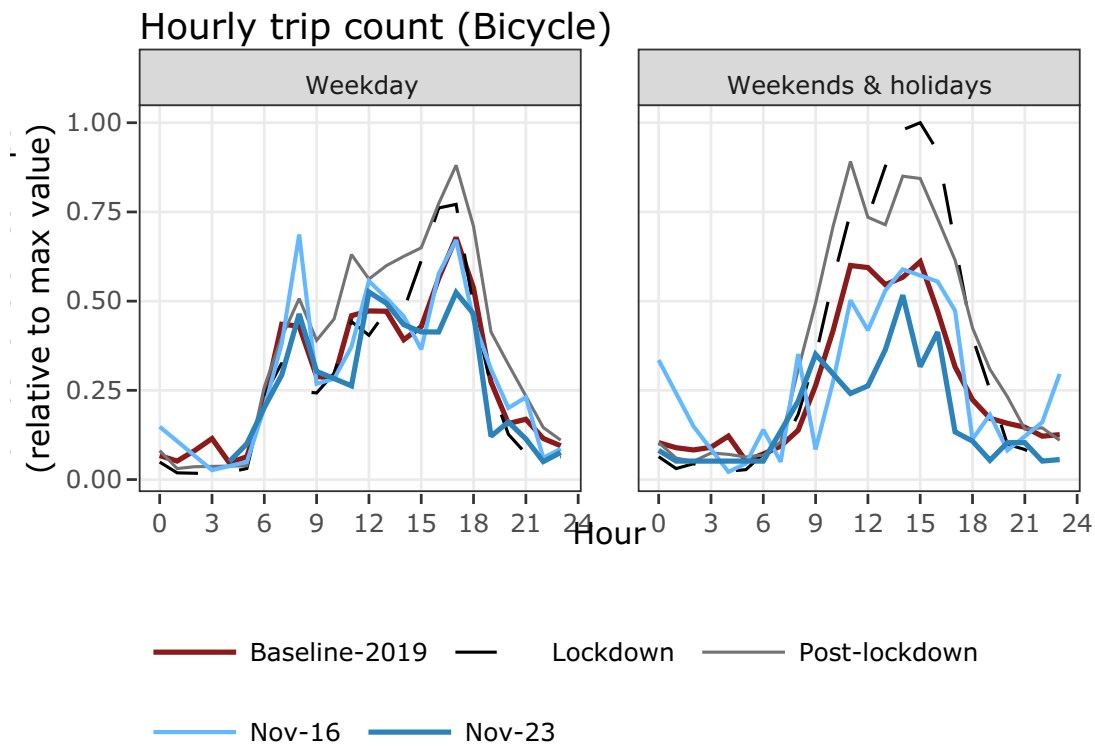 Hourly trip count (Bicycle)
Weekday
Weekends & holidays
(relative to max value)
1.00
0.75
0.50
0.25
0.00
0 3 6 9 12 15 18 21 24
0 3 6 9 12 15 18 21 24
Hour
Baseline-2019 Lockdown Post-lockdown
Nov-16 Nov-23